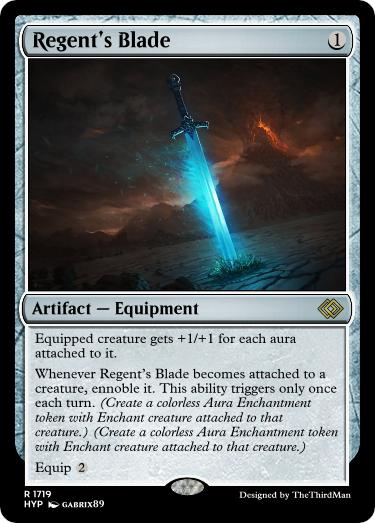 Regent's Blade 1
Artifact — Equipment
Equipped creature gets +1/+1 for each aura
attached to it.
Whenever Regent's Blade becomes attached to a
creature, ennoble it. This ability triggers only once
each turn. (Create a colorless Aura Enchantment
token with Enchant creature attached to that
creature.) (Create a colorless Aura Enchantment
token with Enchant creature attached to that creature.)
Equip 2
R 1719
HYP GABRIX89
Designed by TheThirdMan